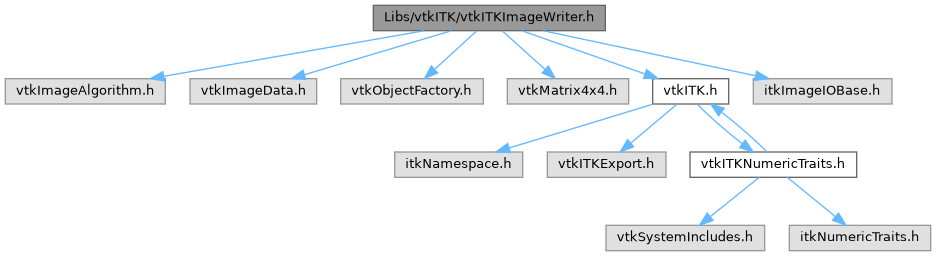 Libs/vtkITK/vtkITKImageWriter.h
vtkImageAlgorithm.h
vtkImageData.h
vtkObjectFactory.h
vtkMatrix4x4.h
vtkITK.h
itkImageIOBase.h
itkNamespace.h
vtkITKExport.h
vtkITKNumericTraits.h
vtkSystemIncludes.h
itkNumericTraits.h